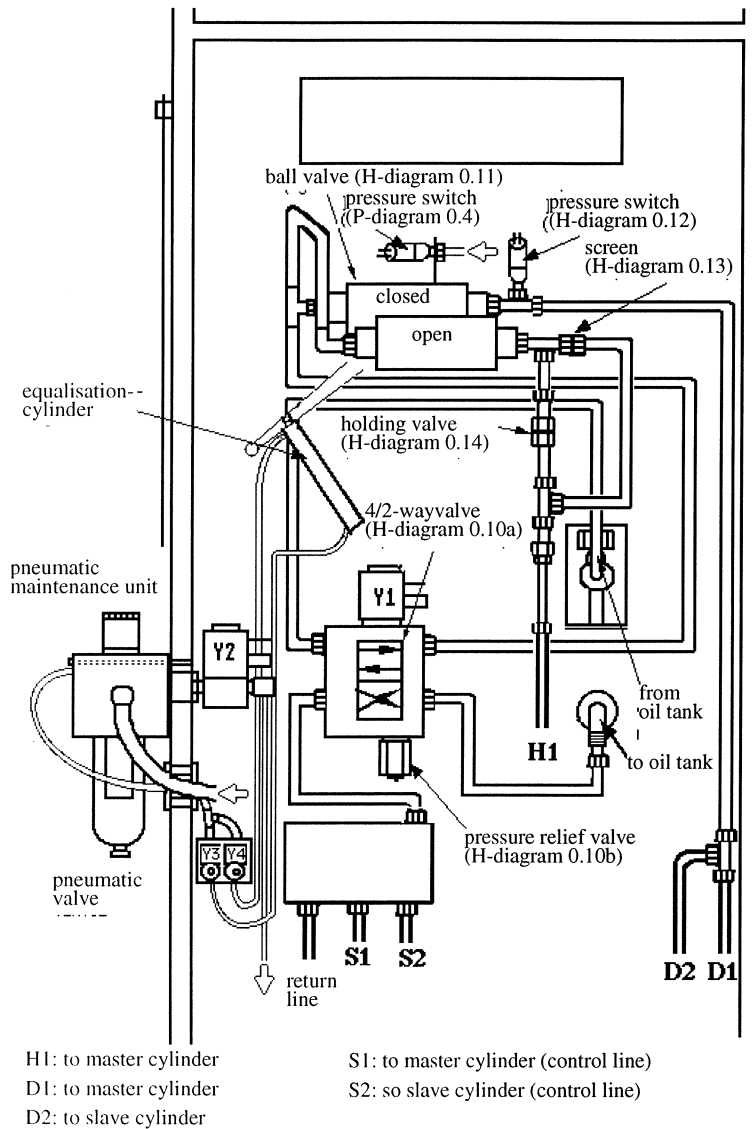 ball valve (H-diagram 0.11)
pressure switch
(P-diagram 0.4)
pressure switch
(H-diagram 0.12)
screen
(H-diagram 0.13)
closed
open
equalisation--
cylinder
holding valve
(H-diagram 0.14)
4/2-wayvalve
(H-diagram 0.10a)
pneumatic
maintenance unit
Y1
Y2
from
oil tank
to oil tank
H1
pressure relief valve
(H-diagram 0.10b)
Y3 Y4
pneumatic
valve
S1 S2
D2 D1
return
line
H1: to master cylinder
D1: to master cylinder
D2: to slave cylinder
S1: to master cylinder (control line)
S2: so slave cylinder (control line)